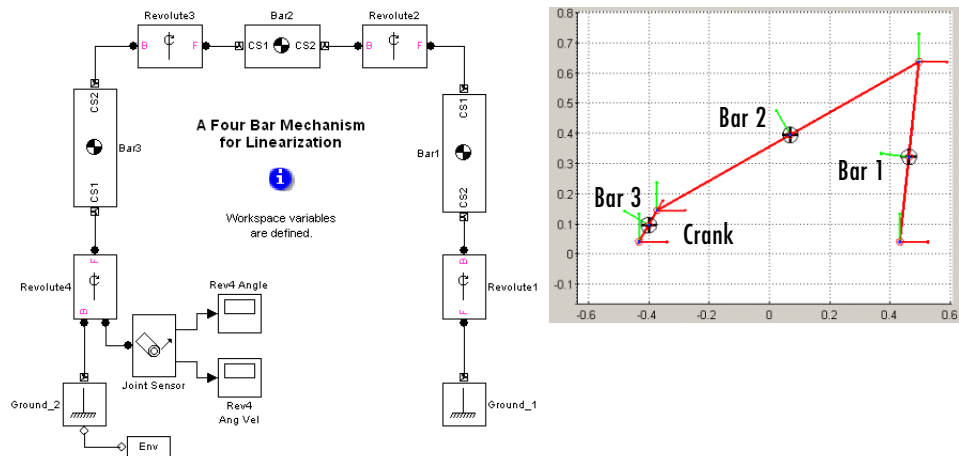 Revolute3
Bar2
Revolute2
B
F
CS1
CS2
B
F
CS2
CS1
Bar3
A Four Bar Mechanism
for Linearization
i
Workspace variables
are defined.
CS1
CS2
Bar1
Revolute4
F
B
Rev4 Angle
Joint Sensor
Rev4
Ang Vel
B
F
Revolute1
Ground_2
Env
Ground_1
0.8
0.7
0.6
0.5
0.4
0.3
0.2
0.1
0
-0.1
-0.6
-0.4
-0.2
0
0.2
0.4
0.6
Bar 2
Bar 1
Bar 3
Crank